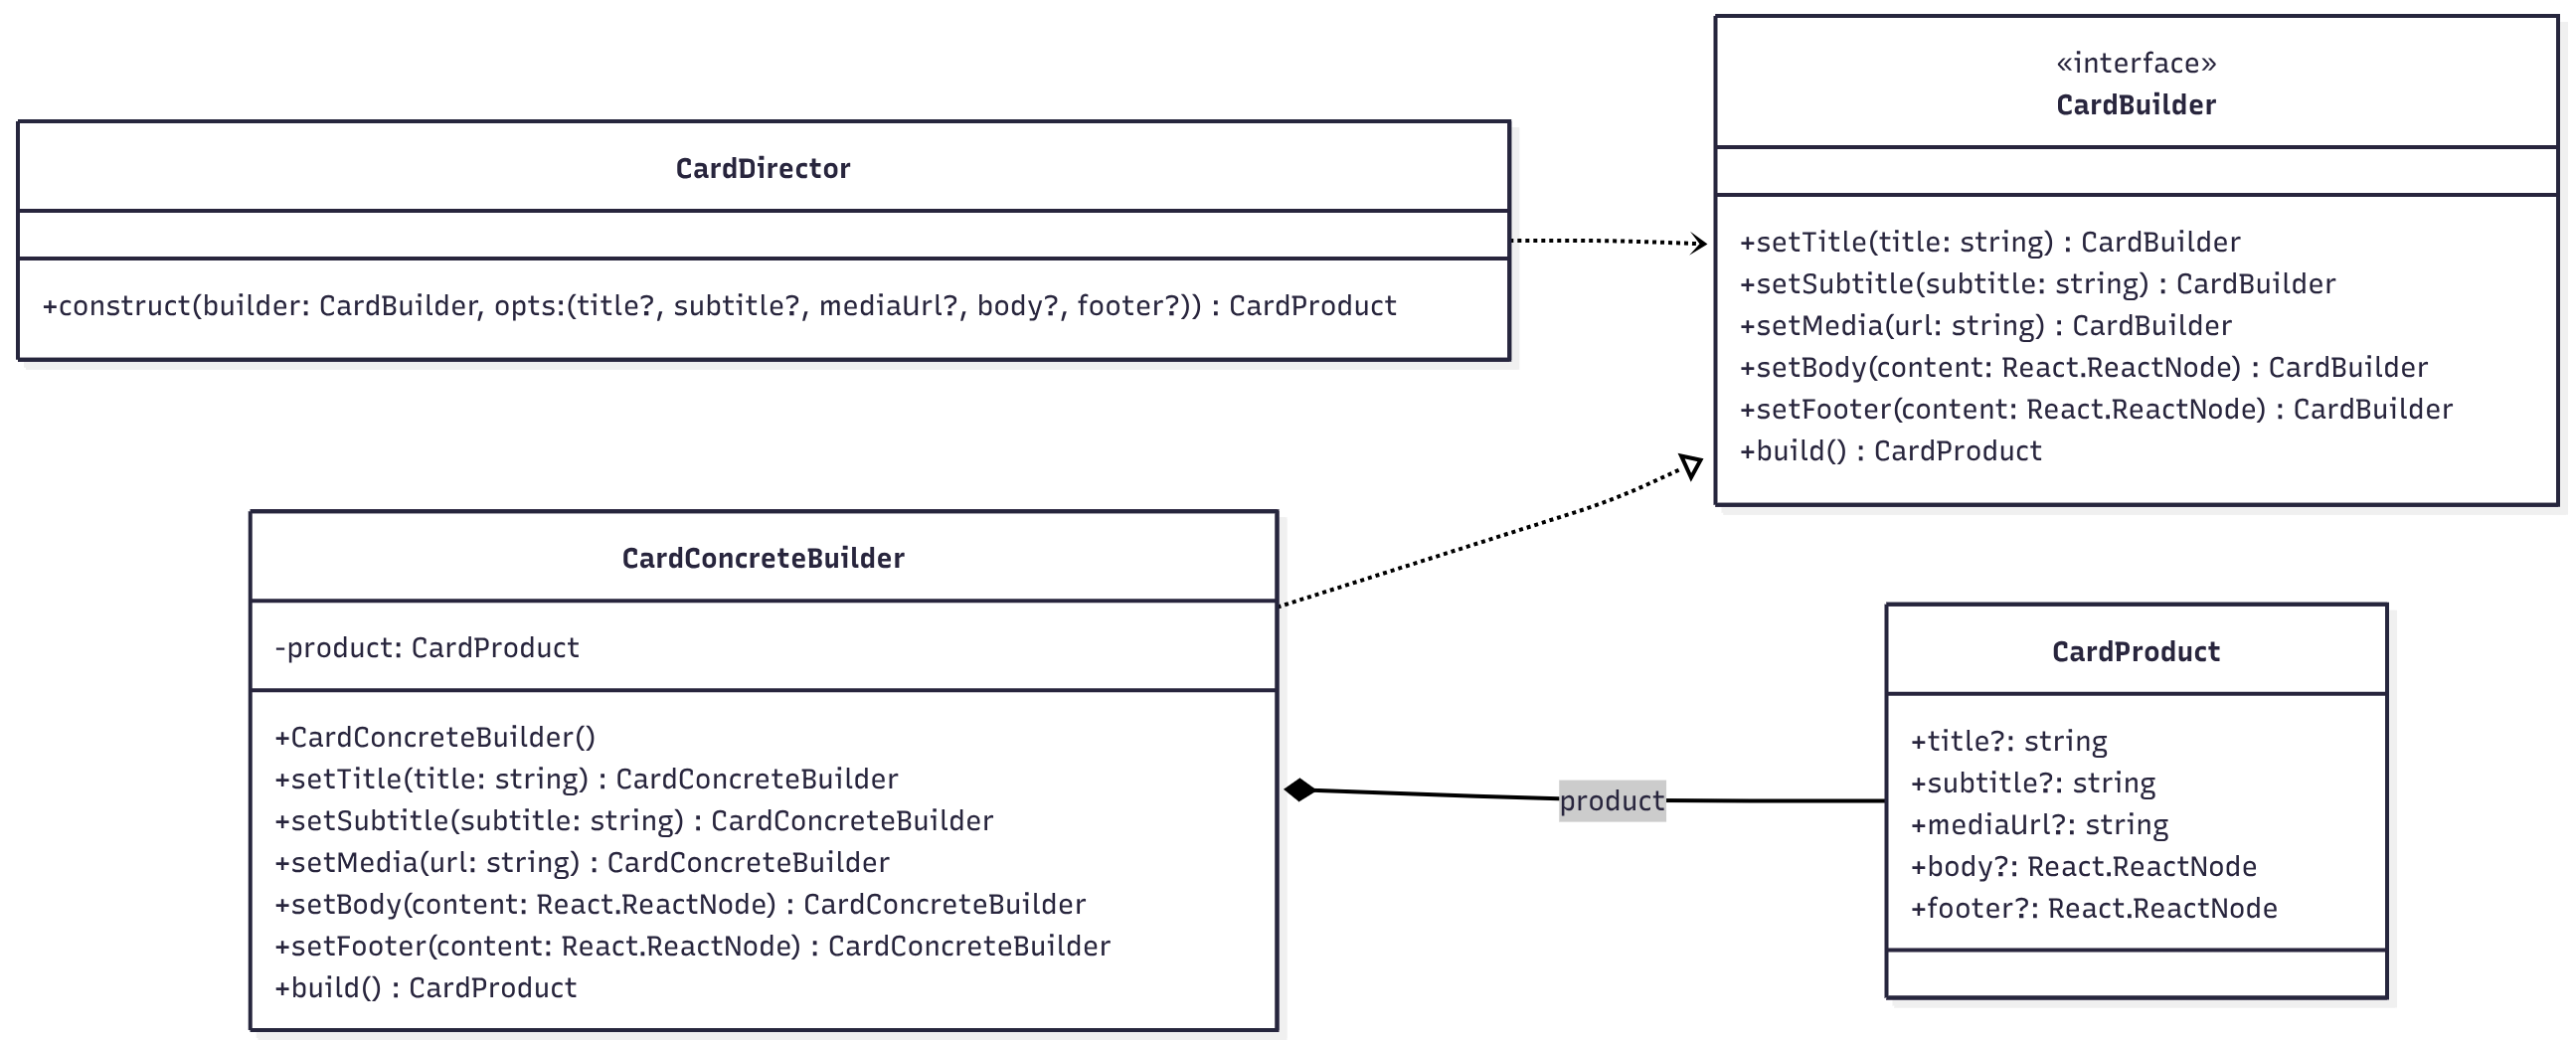 CardDirector
+construct(builder: CardBuilder, opts:(title?, subtitle?, mediaUrl?, body?, footer?)) : CardProduct
«interface»
CardBuilder
+setTitle(title: string) : CardBuilder
+setSubtitle(subtitle: string) : CardBuilder
+setMedia(url: string) : CardBuilder
+setBody(content: React.ReactNode) : CardBuilder
+setFooter(content: React.ReactNode) : CardBuilder
+build() : CardProduct
CardConcreteBuilder
-product: CardProduct
+CardConcreteBuilder()
+setTitle(title: string) : CardConcreteBuilder
+setSubtitle(subtitle: string) : CardConcreteBuilder
+setMedia(url: string) : CardConcreteBuilder
+setBody(content: React.ReactNode) : CardConcreteBuilder
+setFooter(content: React.ReactNode) : CardConcreteBuilder
+build() : CardProduct
product
CardProduct
+title?: string
+subtitle?: string
+mediaUrl?: string
+body?: React.ReactNode
+footer?: React.ReactNode